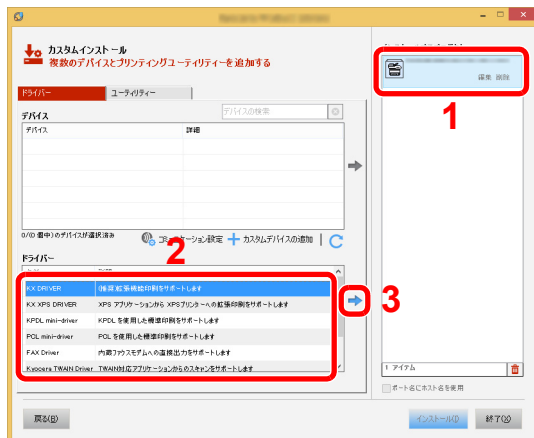 カスタムインストール
複数のデバイスとプリンティングユーティリティーを追加する
ドライバー
ユーティリティー
デバイス
デバイスの検索
デバイス
詳細
0/(0 個中)のデバイスが選択済み
カスタムデバイスの追加
ドライバー
KX DRIVER
(推奨)拡張機能印刷をサポートします
KX XPS DRIVER
XPS アプリケーションから XPSプリンターへの拡張印刷をサポートします
KPDL mini-driver
KPDL を使用した標準印刷をサポートします
PCL mini-driver
PCL を使用した標準印刷をサポートします
FAX Driver
内蔵ファクスモデムへの直接出力をサポートします
Kyocera TWAIN Driver
TWAIN対応アプリケーションからのスキャンをサポートします
2
3
編集 削除
1
1 アイテム
ポート名にホスト名を使用
戻る(B)
インストール(I)
終了(X)